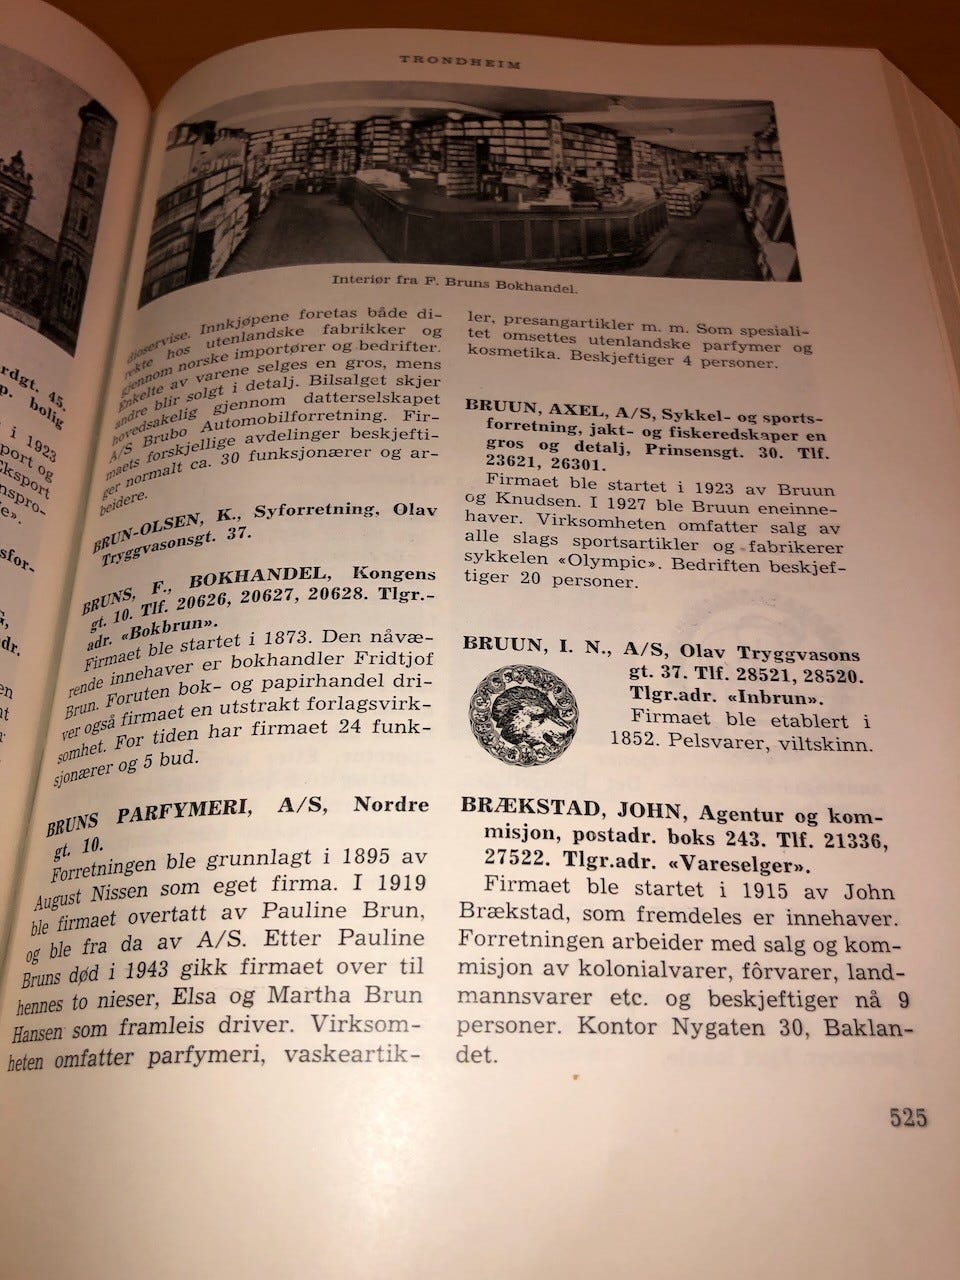 TRONDHEIM
Interiør fra F. Bruns Bokhandel.
rdgt. 45.
p. bolig
i 1923
port og
Eksport
nspro-
e».
sfor-
dr.
en
dioservise. Innkjøpene foretas både di-
rekte hos utenlandske fabrikker og
gjennom norske importører og bedrifter.
Enkelte av varene selges en gros, mens
andre blir solgt i detalj. Bilsalget skjer
hovedsakelig gjennom datterselskapet
A/S Brubo Automobilforretning. Fir-
maets forskjellige avdelinger beskjefti-
ger normalt ca. 30 funksjonærer og ar-
beidere.
BRUN-OLSEN, K., Syforretning, Olav
Tryggvasonsgt. 37.
BRUNS, F., BOKHANDEL, Kongens
gt. 10. Tlf. 20626, 20627, 20628. Tlgr.-
adr. «Bokbrun».
Firmaet ble startet i 1873. Den nåvæ-
rende innehaver er bokhandler Fridtjof
Brun. Foruten bok- og papirhandel dri-
ver også firmaet en utstrakt forlagsvirk-
somhet. For tiden har firmaet 24 funk-
sjonærer og 5 bud.
BRUNS PARFYMERI, A/S, Nordre
gt. 10.
Forretningen ble grunnlagt i 1895 av
August Nissen som eget firma. I 1919
ble firmaet overtatt av Pauline Brun,
og ble fra da av A/S. Etter Pauline
Bruns død i 1943 gikk firmaet over til
hennes to nieser, Elsa og Martha Brun
Hansen som framleis driver. Virksom-
heten omfatter parfymeri, vaskeartik-
ler, presangartikler m. m. Som spesiali-
tet omsettes utenlandske parfymer og
kosmetika. Beskjeftiger 4 personer.
BRUUN, AXEL, A/S, Sykkel- og sports-
forretning, jakt- og fiskeredskaper en
gros og detalj, Prinsensgt. 30. Tlf.
23621, 26301.
Firmaet ble startet i 1923 av Bruun
og Knudsen. I 1927 ble Bruun eneinne-
haver. Virksomheten omfatter salg av
alle slags sportsartikler og fabrikerer
sykkelen «Olympic». Bedriften beskjef-
tiger 20 personer.
BRUUN, I. N., A/S, Olav Tryggvasons
gt. 37. Tlf. 28521, 28520.
Tlgr.adr. «Inbrun».
Firmaet ble etablert i
1852. Pelsvarer, viltskinn.
BRÆKSTAD, JOHN, Agentur og kom-
misjon, postadr. boks 243. Tlf. 21336,
27522. Tlgr.adr. «Vareselger».
Firmaet ble startet i 1915 av John
Brækstad, som fremdeles er innehaver.
Forretningen arbeider med salg og kom-
misjon av kolonialvarer, fôrvarer, land-
mannsvarer etc. og beskjeftiger nå 9
personer. Kontor Nygaten 30, Baklan-
det.
525